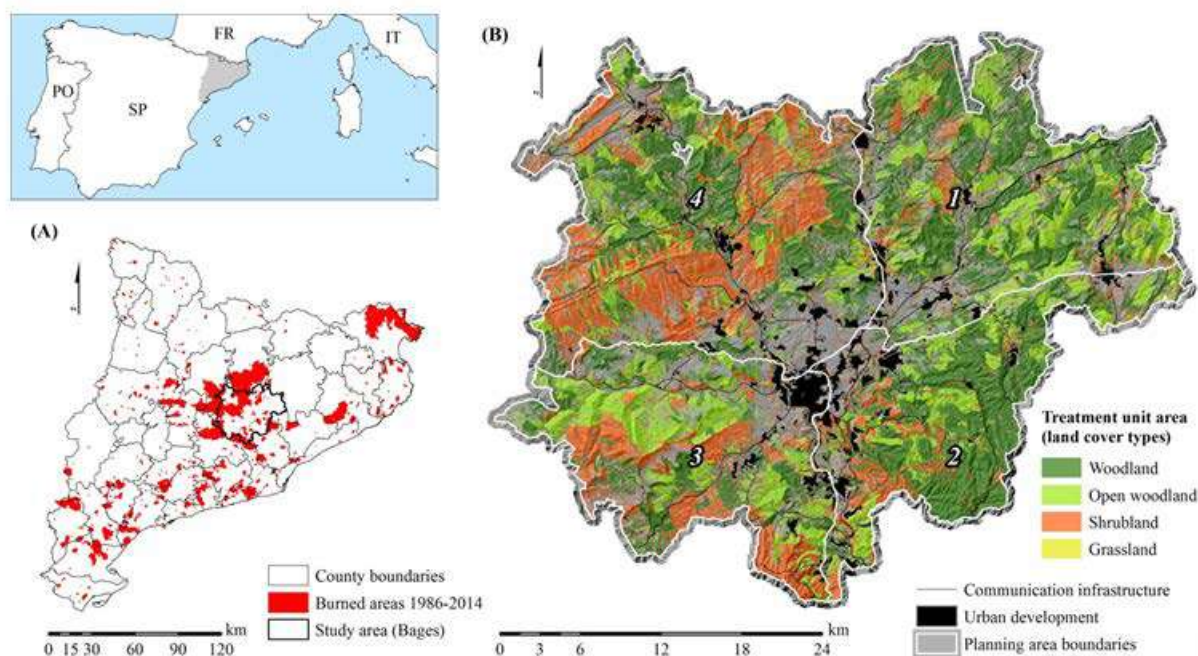 FR
IT
PO
SP
(A)
County boundaries
Burned areas 1986-2014
Study area (Bages)
km
0 15 30 60 90 120
(B)
4
1
3
2
Treatment unit area
(land cover types)
Woodland
Open woodland
Shrubland
Grassland
Communication infrastructure
Urban development
Planning area boundaries
km
0 3 6 12 18 24